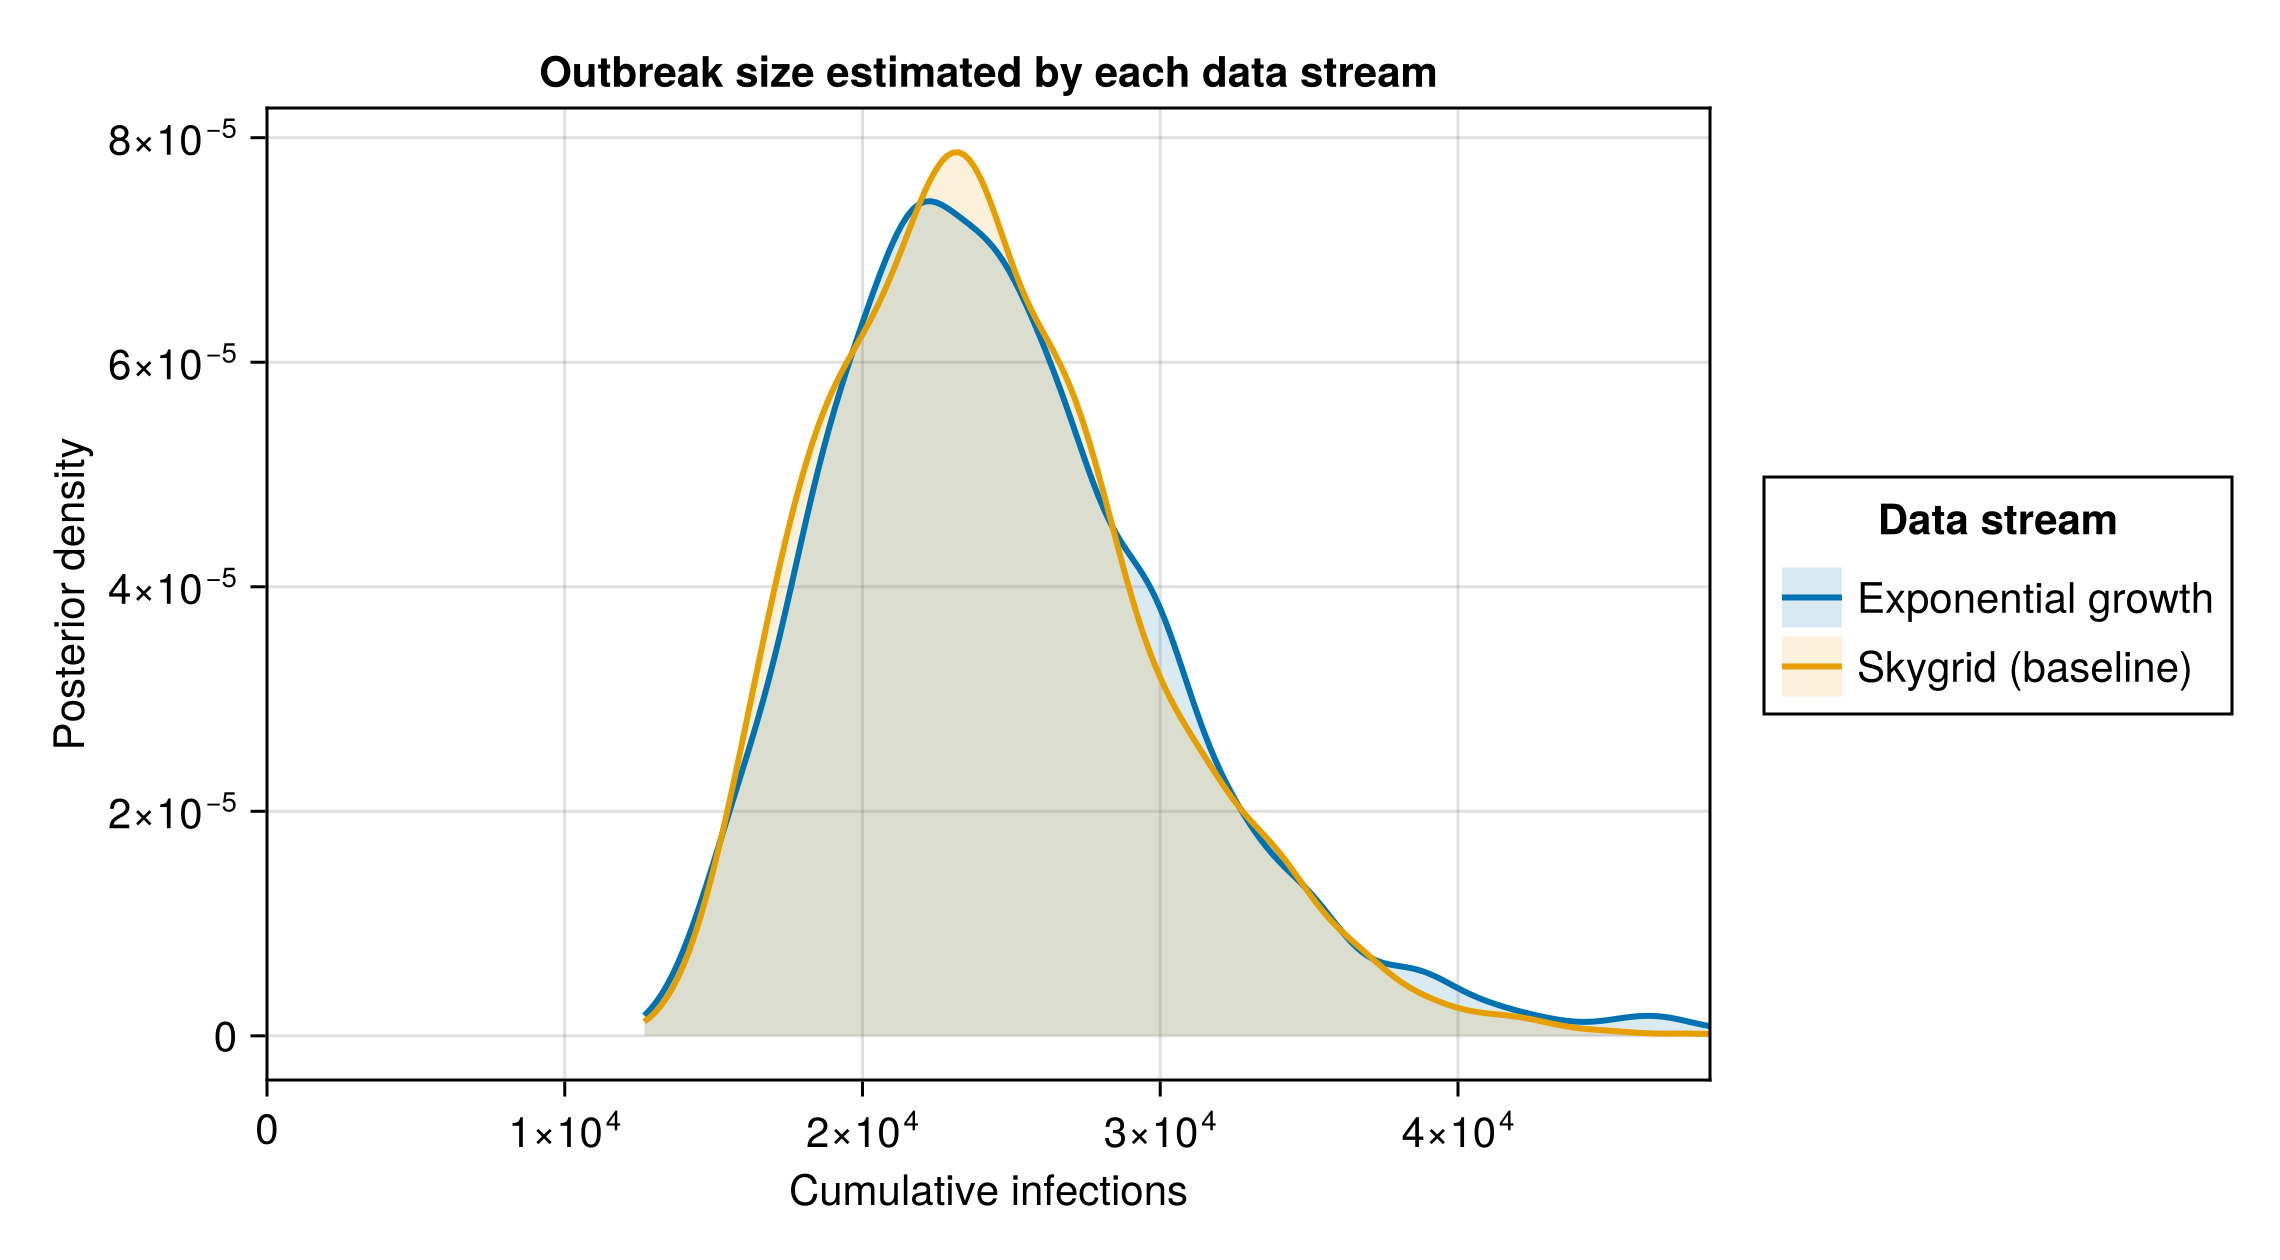 Outbreak size estimated by each data stream
8×10⁻⁵
6×10⁻⁵
4×10⁻⁵
2×10⁻⁵
0
Posterior density
0
1×10⁴
2×10⁴
3×10⁴
4×10⁴
Cumulative infections
Data stream
Exponential growth
Skygrid (baseline)